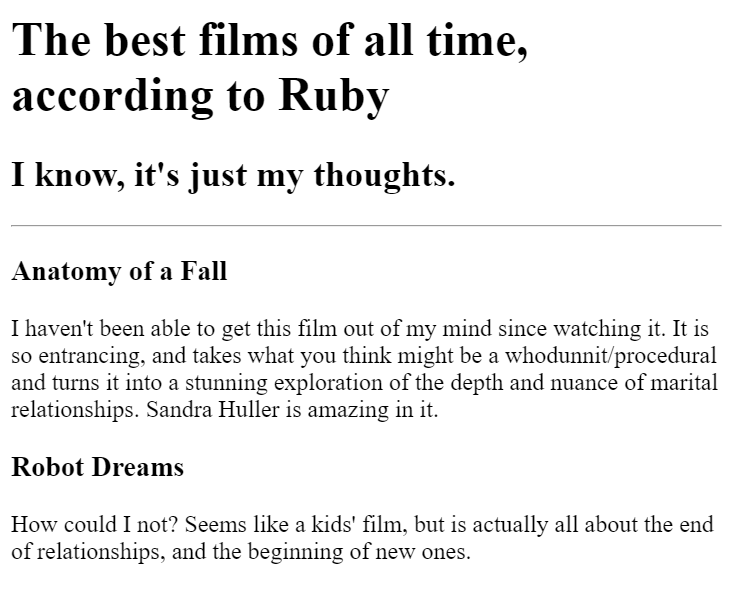 The best films of all time,
according to Ruby
I know, it's just my thoughts.
Anatomy of a Fall
I haven't been able to get this film out of my mind since watching it. It is
so entrancing, and takes what you think might be a whodunnit/procedural
and turns it into a stunning exploration of the depth and nuance of marital
relationships. Sandra Huller is amazing in it.
Robot Dreams
How could I not? Seems like a kids' film, but is actually all about the end
of relationships, and the beginning of new ones.